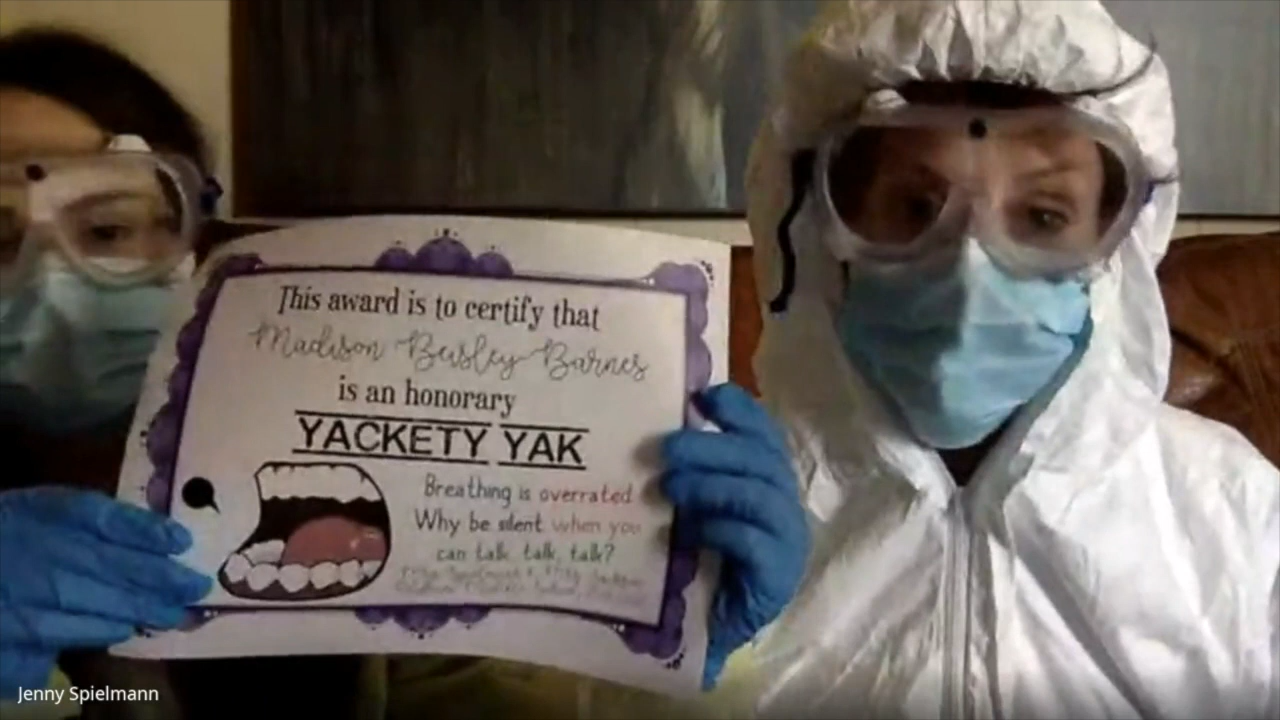 This award is to certify that
Madison Beisley-Barnes
is an honorary
YACKETY YAK
Breathing is overrated.
Why be silent when you
can talk, talk, talk?
Jenny Spielmann